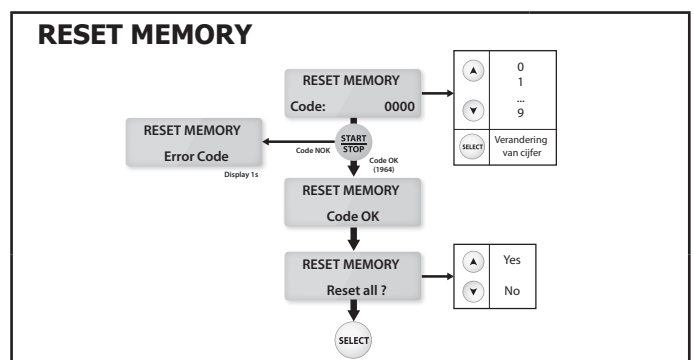 RESET MEMORY
RESET MEMORY
Code: 0000
0
1
...
9
SELECT
Verandering
van cijfer
START
STOP
Code NOK
Code OK
(1964)
RESET MEMORY
Error Code
Display 1s
RESET MEMORY
Code OK
RESET MEMORY
Reset all ?
Yes
No
SELECT